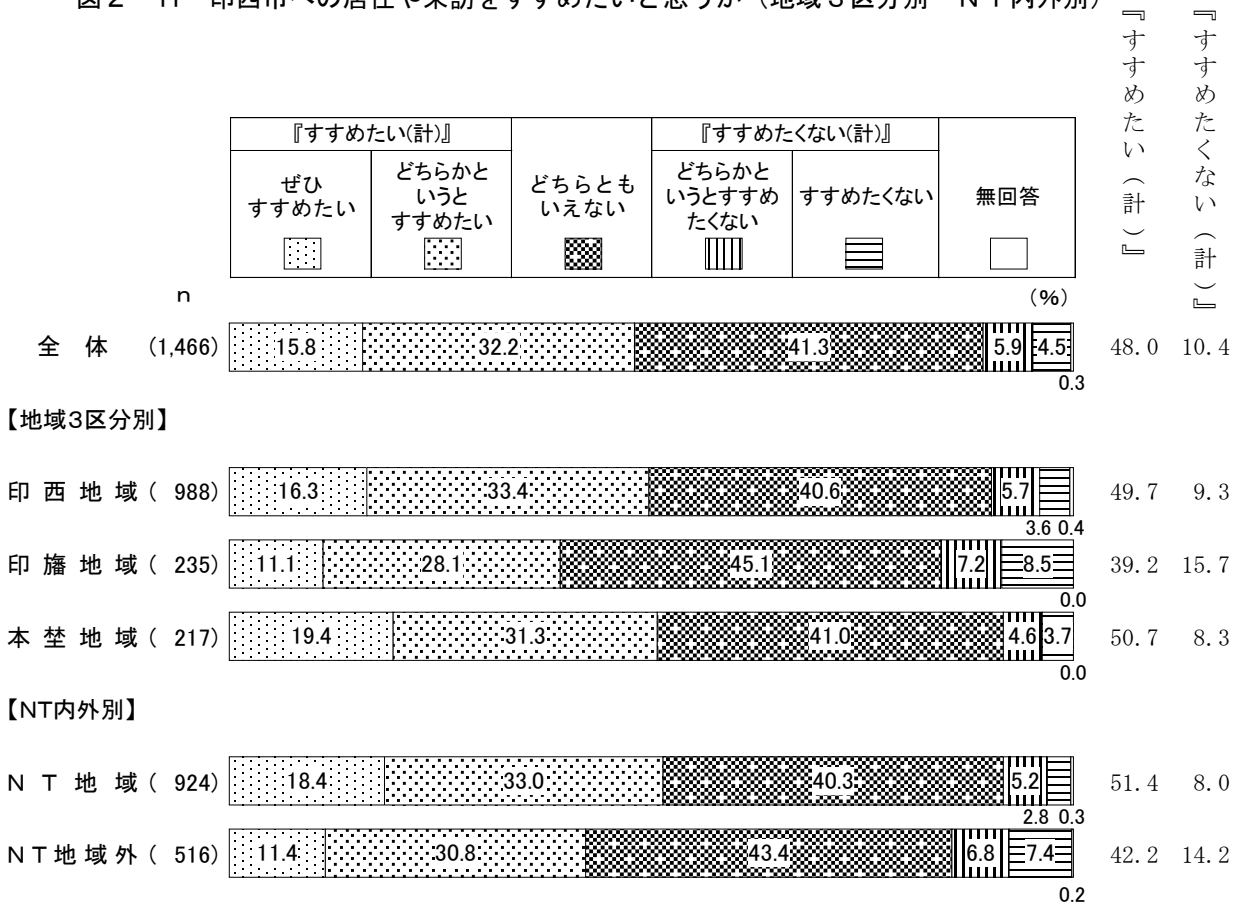 図2－11 印西市への居住や来訪をすすめたいと思うか（地域3区分別・NT内外別）
『すすめたい（計）』
『すすめたくない（計）』
『すすめたい(計)』
『すすめたくない(計)』
ぜひ
すすめたい
どちらかと
いうと
すすめたい
どちらとも
いえない
どちらかと
いうとすすめ
たくない
すすめたくない
無回答
n
(%)
全 体 (1,466) 15.8 32.2 41.3 5.9 4.5 48.0 10.4
0.3
【地域3区分別】
印 西 地 域 ( 988) 16.3 33.4 40.6 5.7 49.7 9.3
3.6 0.4
印 旛 地 域 ( 235) 11.1 28.1 45.1 7.2 8.5 39.2 15.7
0.0
本 埜 地 域 ( 217) 19.4 31.3 41.0 4.6 3.7 50.7 8.3
0.0
【NT内外別】
N T 地 域 ( 924) 18.4 33.0 40.3 5.2 51.4 8.0
2.8 0.3
N T 地 域 外 ( 516) 11.4 30.8 43.4 6.8 7.4 42.2 14.2
0.2